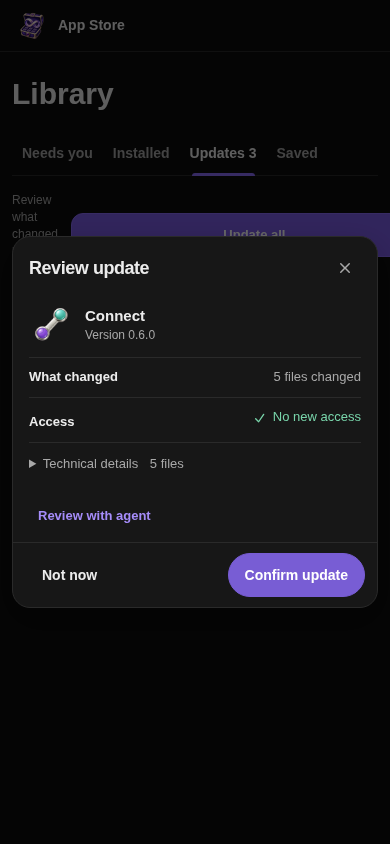 App Store
Library
Needs you Installed Updates 3 Saved
Review
what
changed
Update all
Review update
Connect
Version 0.6.0
What changed 5 files changed
Access No new access
Technical details 5 files
Review with agent
Not now Confirm update